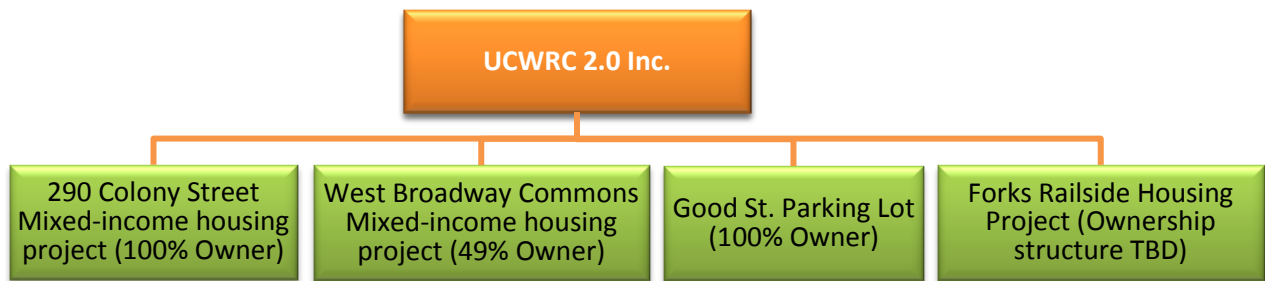 UCWRC 2.0 Inc.
290 Colony Street
Mixed-income housing
project (100% Owner)
West Broadway Commons
Mixed-income housing
project (49% Owner)
Good St. Parking Lot
(100% Owner)
Forks Railside Housing
Project (Ownership
structure TBD)